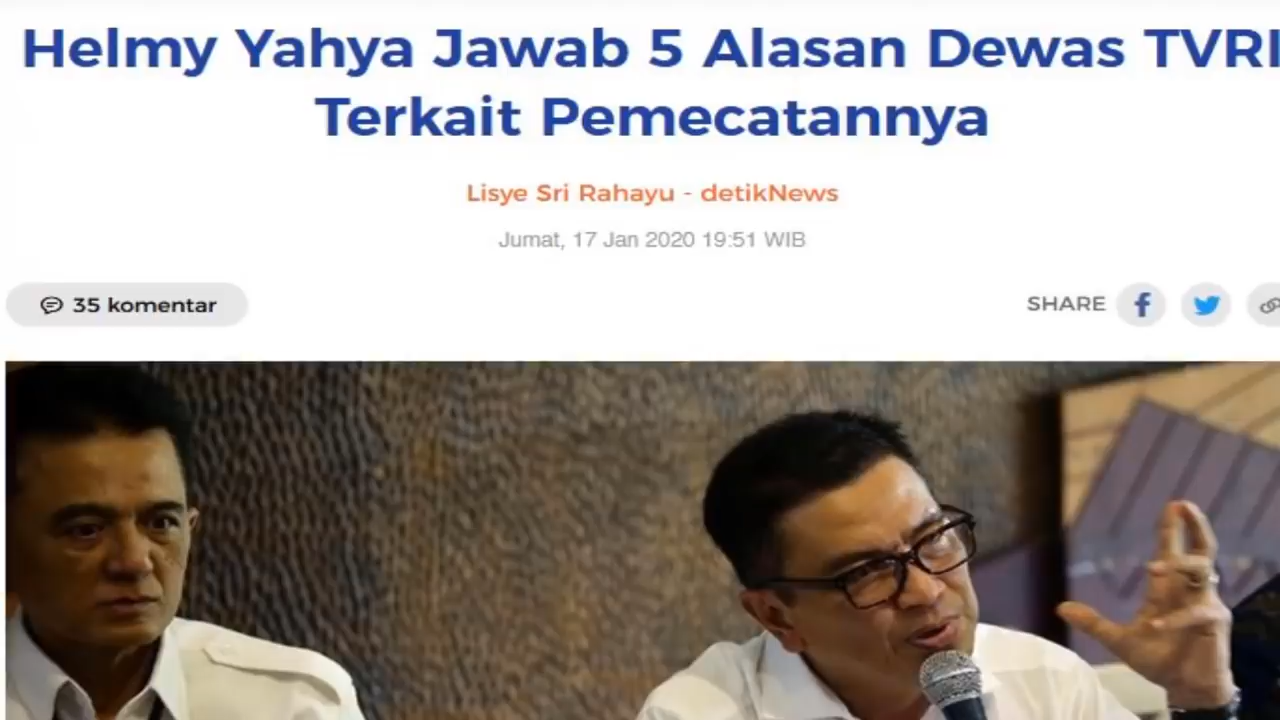 Helmy Yahya Jawab 5 Alasan Dewas TVRI
Terkait Pemecatannya
Lisye Sri Rahayu - detikNews
Jumat, 17 Jan 2020 19:51 WIB
35 komentar
SHARE